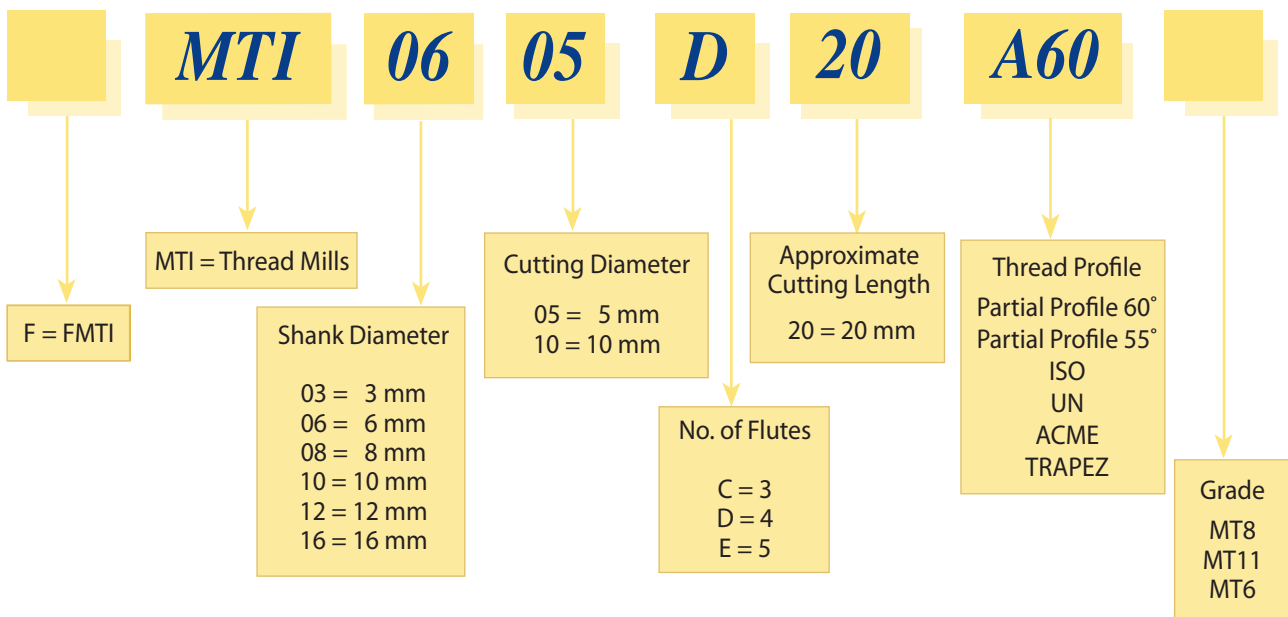 MTI 06 05 D 20 A60
F = FMTI
MTI = Thread Mills
Shank Diameter
03 = 3 mm
06 = 6 mm
08 = 8 mm
10 = 10 mm
12 = 12 mm
16 = 16 mm
Cutting Diameter
05 = 5 mm
10 = 10 mm
No. of Flutes
C = 3
D = 4
E = 5
Approximate
Cutting Length
20 = 20 mm
Thread Profile
Partial Profile 60°
Partial Profile 55°
ISO
UN
ACME
TRAPEZ
Grade
MT8
MT11
MT6